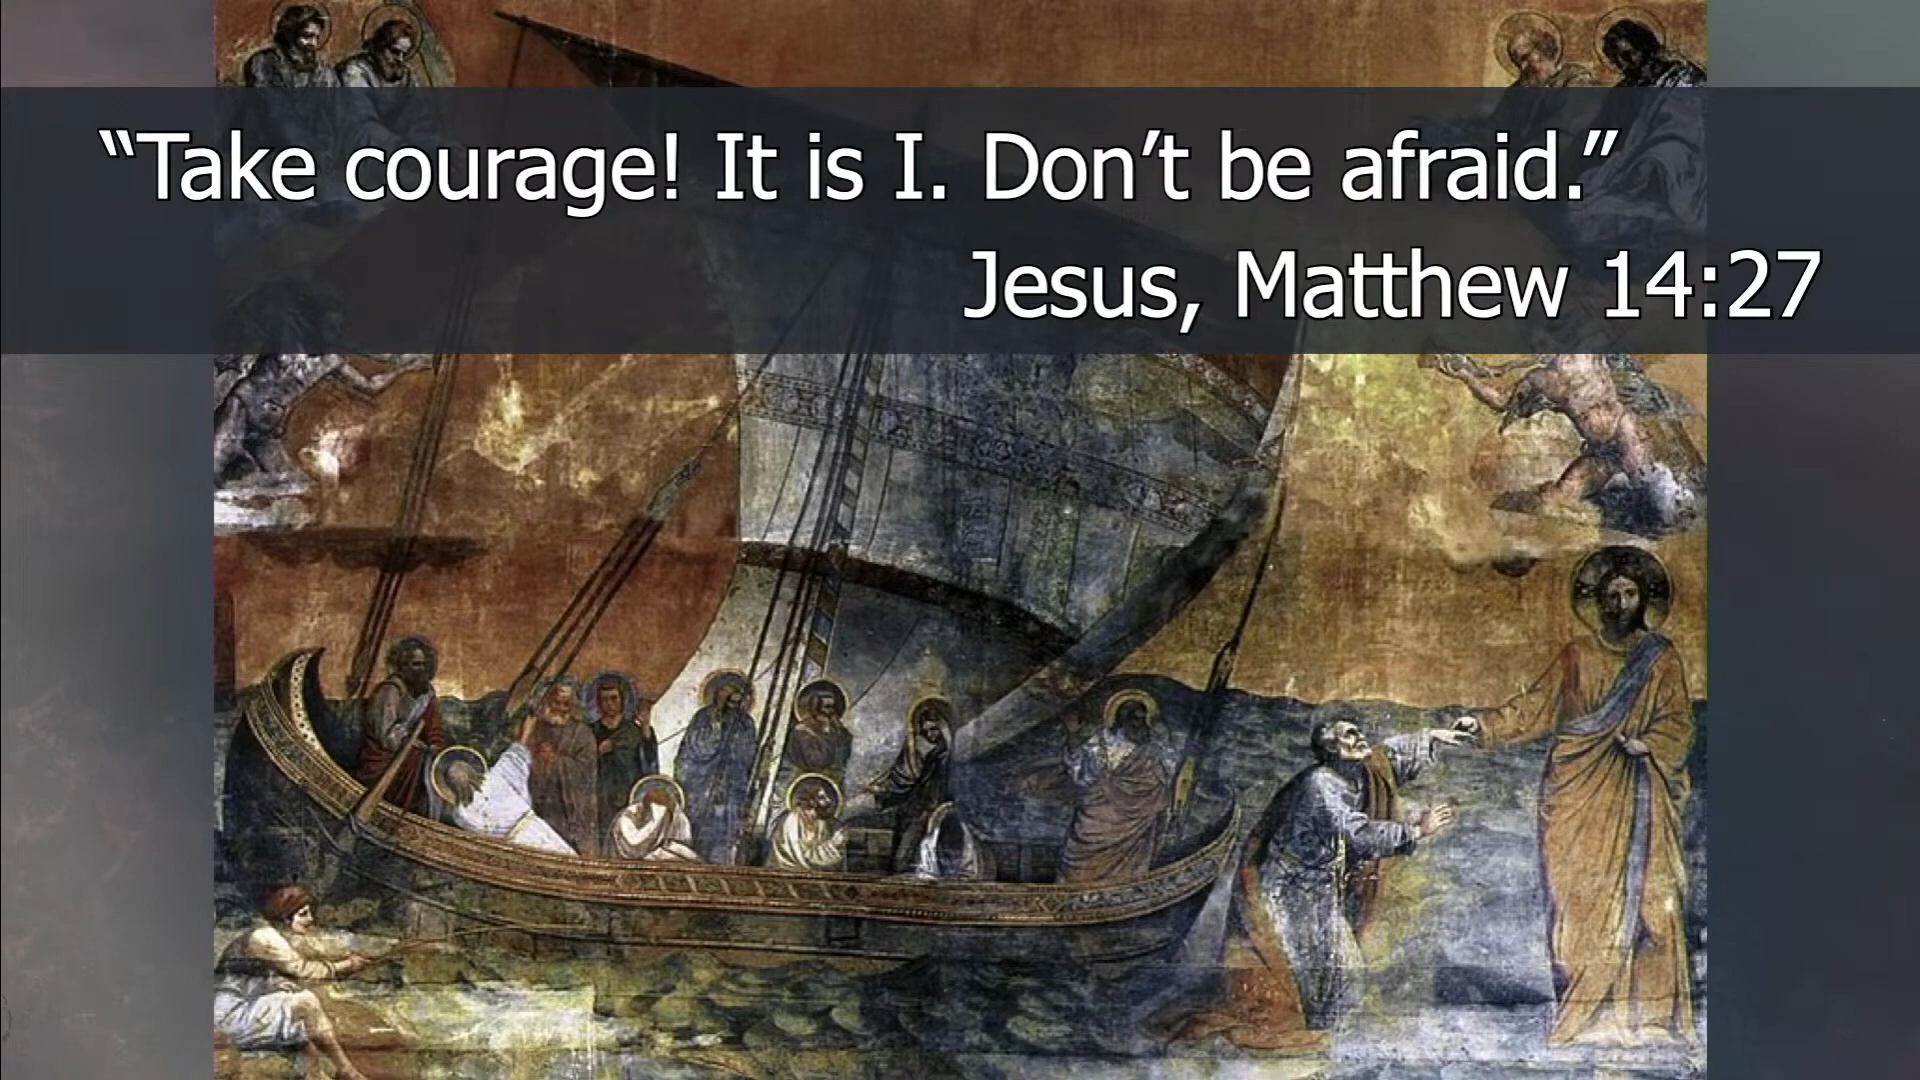 “Take courage! It is I. Don’t be afraid.”
Jesus, Matthew 14:27